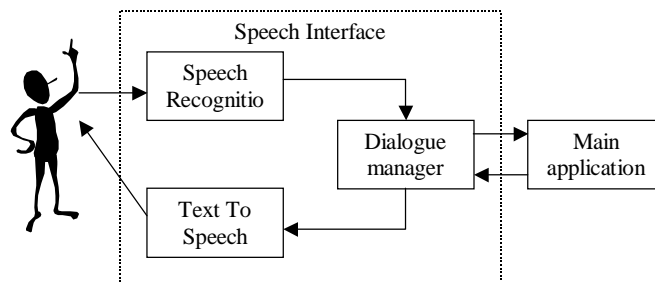 Speech Interface
Speech
Recognitio
Dialogue
manager
Main
application
Text To
Speech